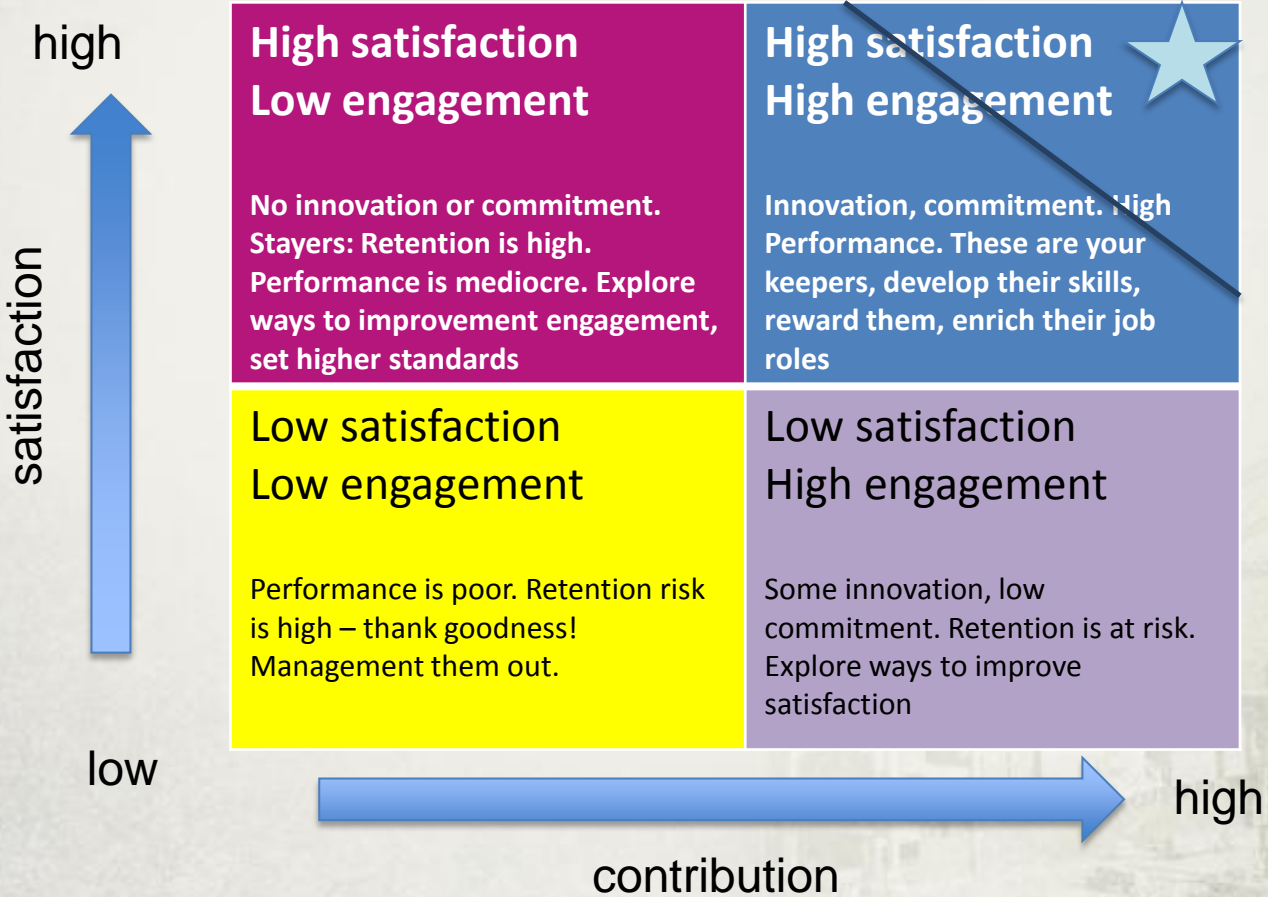 high
satisfaction
low
High satisfaction
Low engagement
No innovation or commitment.
Stayers: Retention is high.
Performance is mediocre. Explore
ways to improvement engagement,
set higher standards
High satisfaction
High engagement
Innovation, commitment. High
Performance. These are your
keepers, develop their skills,
reward them, enrich their job
roles
Low satisfaction
Low engagement
Performance is poor. Retention risk
is high – thank goodness!
Management them out.
Low satisfaction
High engagement
Some innovation, low
commitment. Retention is at risk.
Explore ways to improve
satisfaction
high
contribution